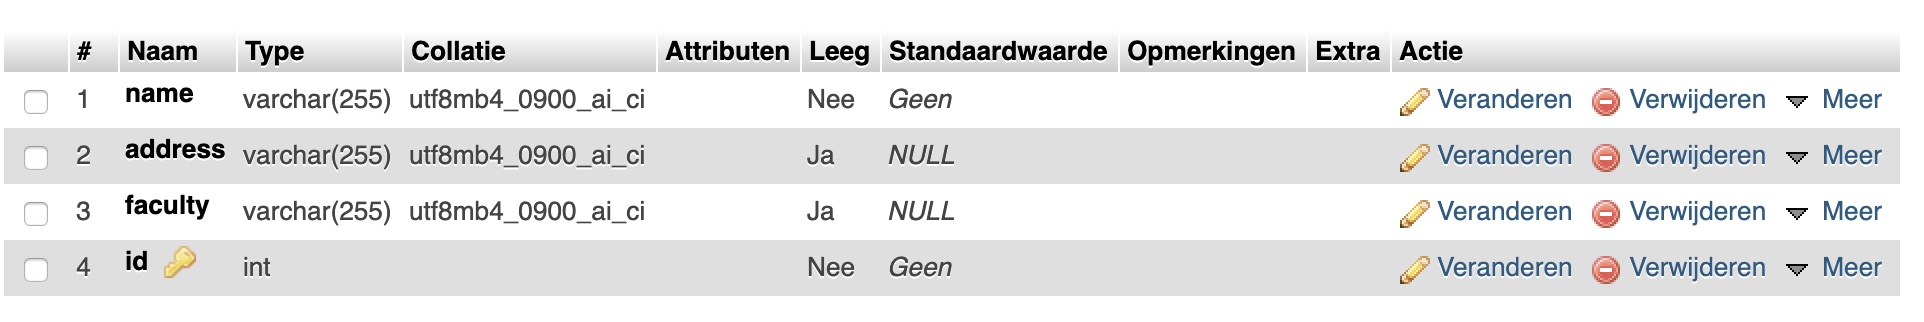 # Naam Type Collatie Attributen Leeg Standaardwaarde Opmerkingen Extra Actie
1 name varchar(255) utf8mb4_0900_ai_ci Nee Geen Veranderen Verwijderen Meer
2 address varchar(255) utf8mb4_0900_ai_ci Ja NULL Veranderen Verwijderen Meer
3 faculty varchar(255) utf8mb4_0900_ai_ci Ja NULL Veranderen Verwijderen Meer
4 id int Nee Geen Veranderen Verwijderen Meer